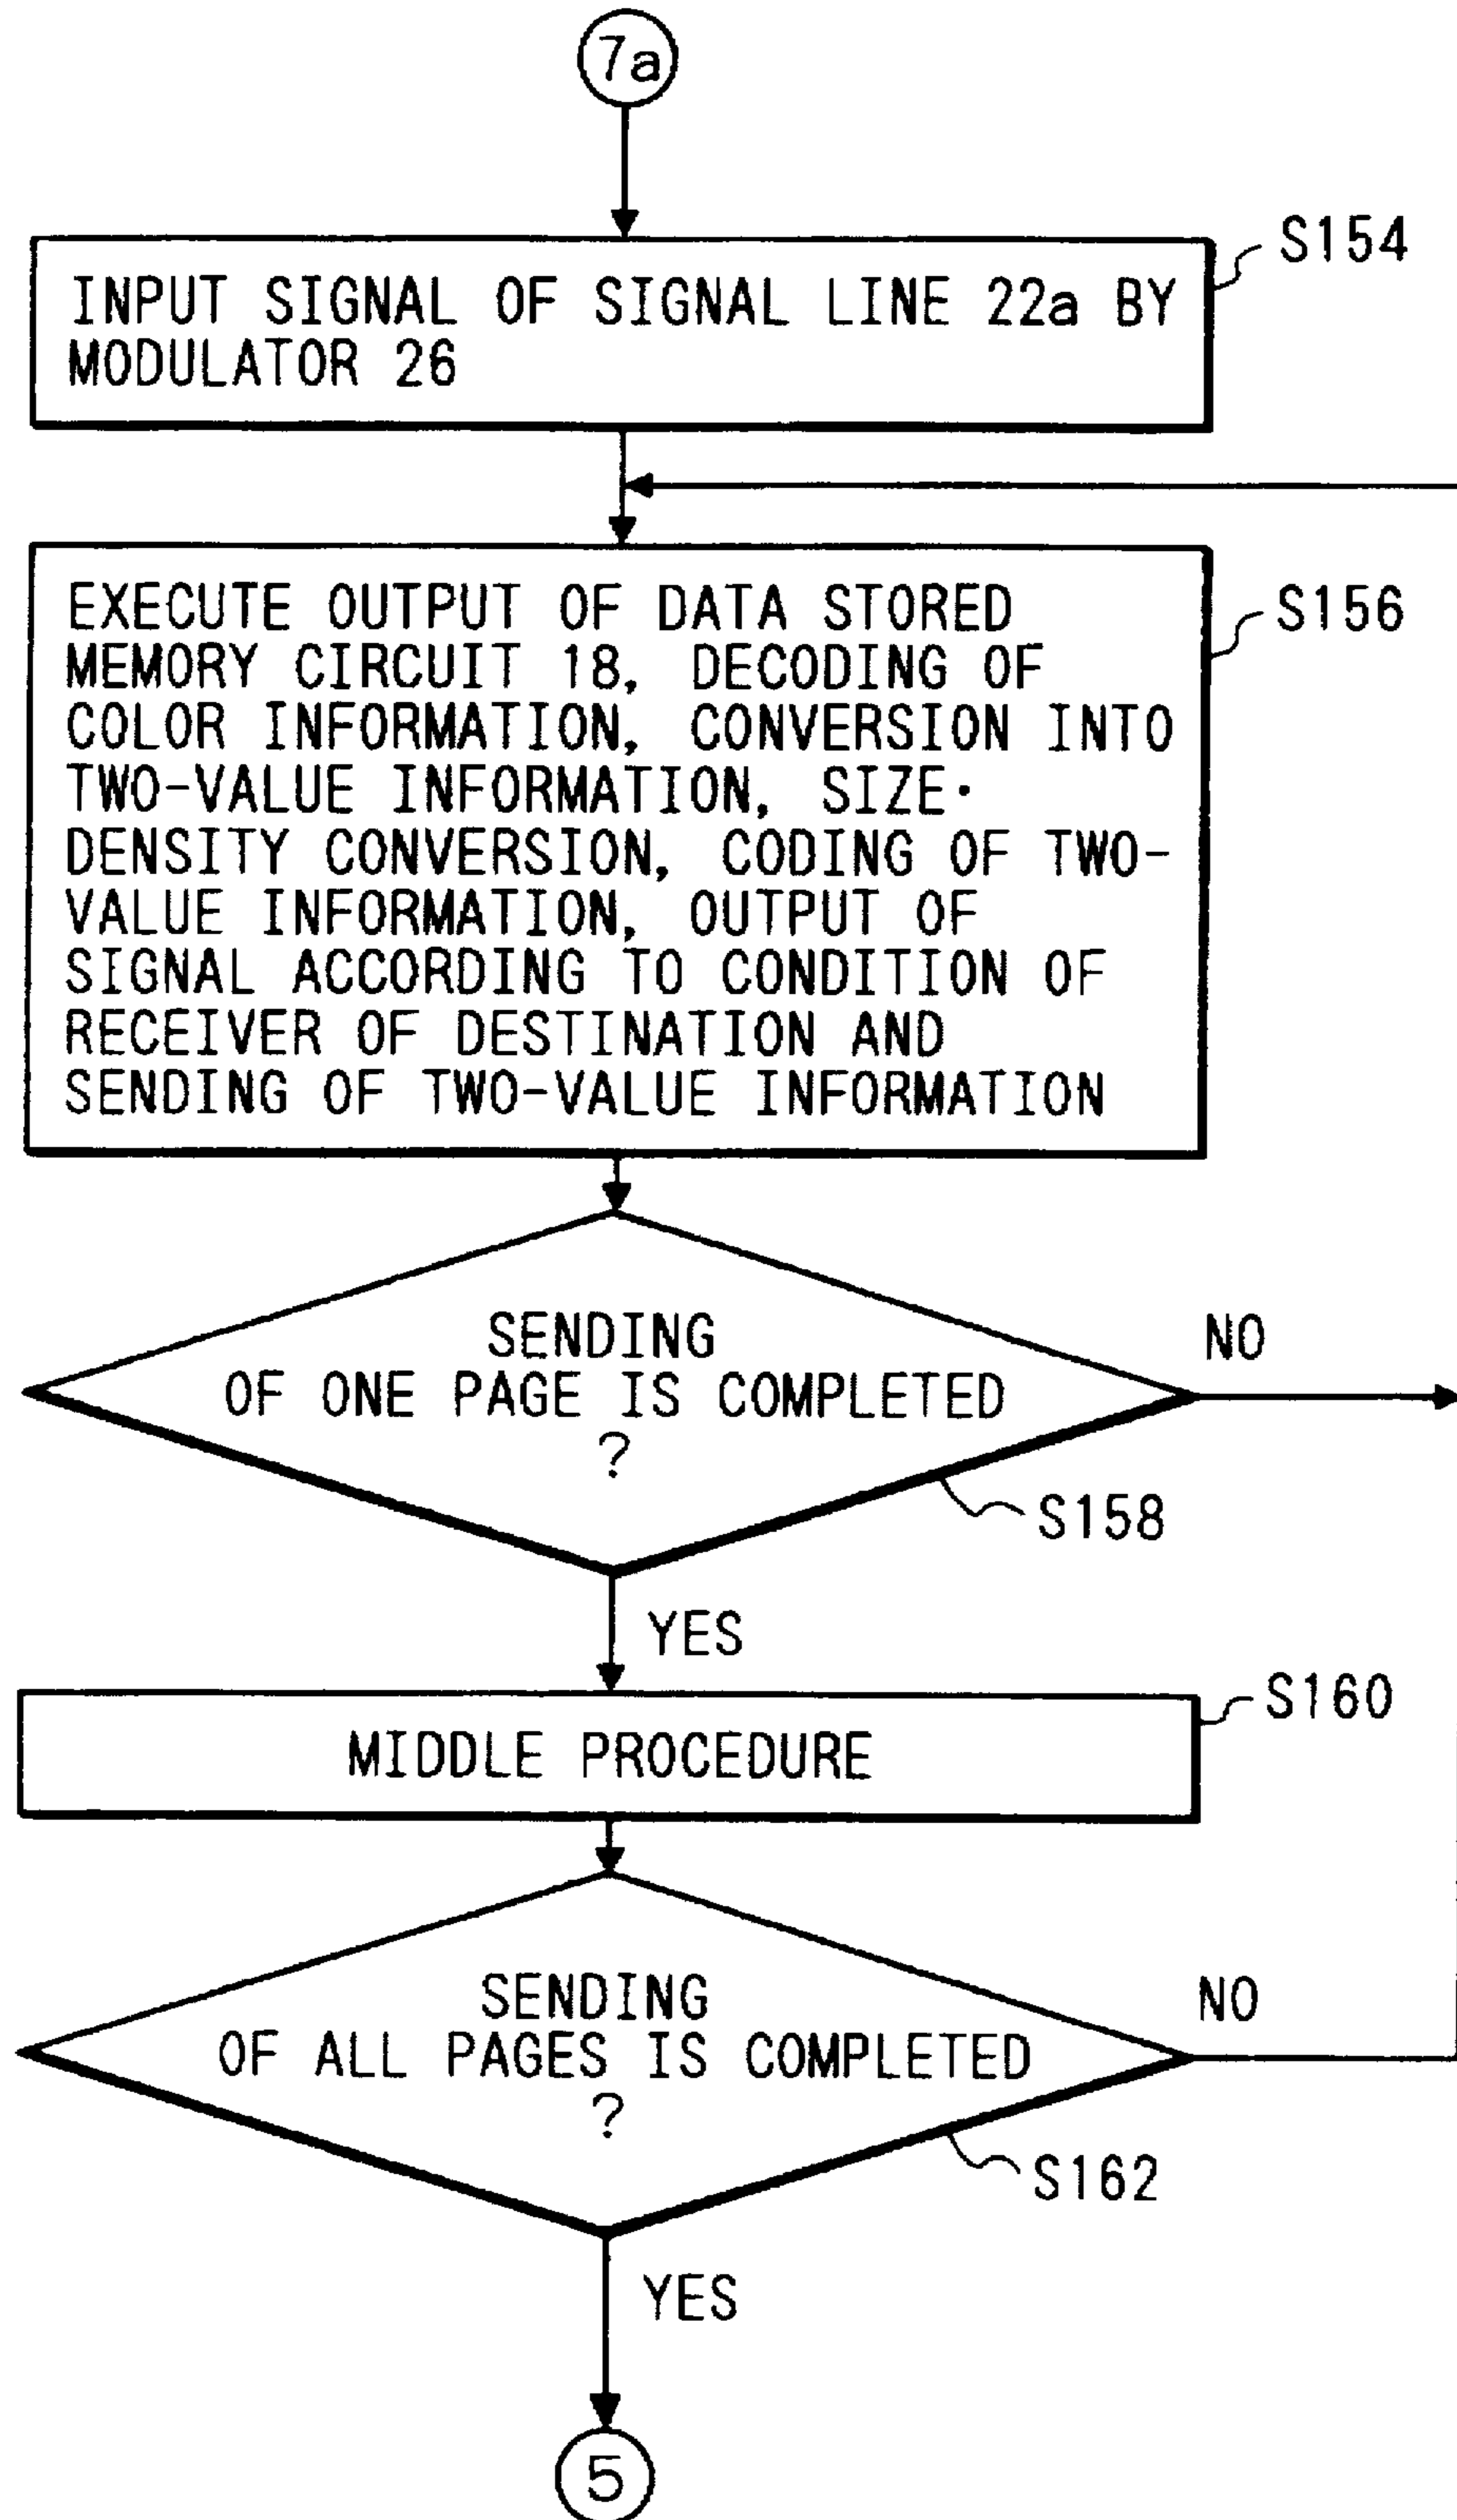 7a
S154
INPUT SIGNAL OF SIGNAL LINE 22a BY
MODULATOR 26
S156
EXECUTE OUTPUT OF DATA STORED
MEMORY CIRCUIT 18, DECODING OF
COLOR INFORMATION, CONVERSION INTO
TWO-VALUE INFORMATION, SIZE·
DENSITY CONVERSION, CODING OF TWO-
VALUE INFORMATION, OUTPUT OF
SIGNAL ACCORDING TO CONDITION OF
RECEIVER OF DESTINATION AND
SENDING OF TWO-VALUE INFORMATION
SENDING
OF ONE PAGE IS COMPLETED
?
NO
S158
YES
S160
MIDDLE PROCEDURE
SENDING
OF ALL PAGES IS COMPLETED
?
NO
S162
YES
5